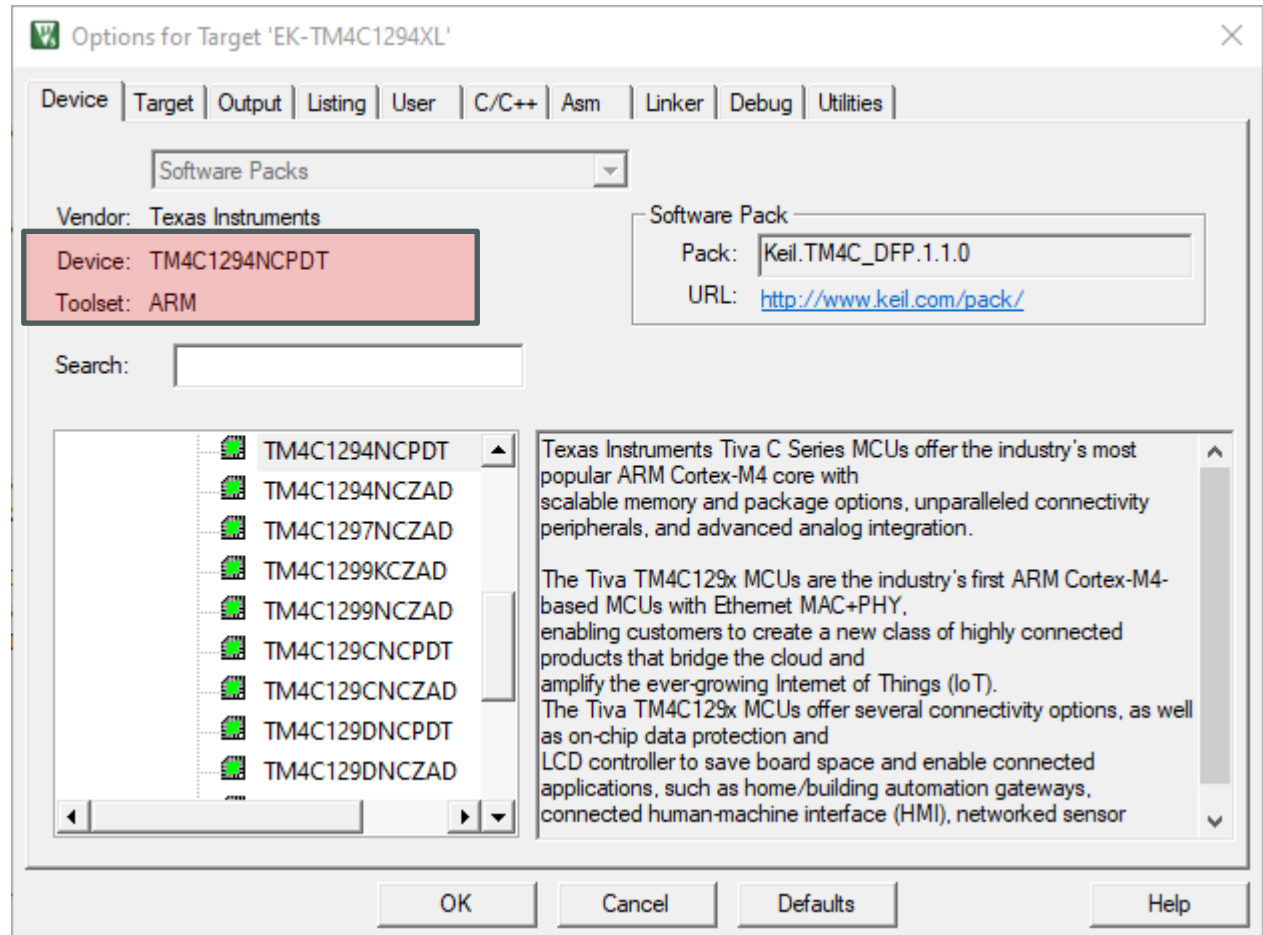 Options for Target 'EK-TM4C1294XL'
Device Target Output Listing User C/C++ Asm Linker Debug Utilities
Software Packs
Vendor: Texas Instruments
Device: TM4C1294NCPDT
Toolset: ARM
Software Pack
Pack: Keil.TM4C_DFP.1.1.0
URL: http://www.keil.com/pack/
Search:
TM4C1294NCPDT
TM4C1294NCZAD
TM4C1297NCZAD
TM4C1299KCZAD
TM4C1299NCZAD
TM4C129CNCPDT
TM4C129CNCZAD
TM4C129DNCPDT
TM4C129DNCZAD
Texas Instruments Tiva C Series MCUs offer the industry's most
popular ARM Cortex-M4 core with
scalable memory and package options, unparalleled connectivity
peripherals, and advanced analog integration.
The Tiva TM4C129x MCUs are the industry's first ARM Cortex-M4-
based MCUs with Ethernet MAC+PHY,
enabling customers to create a new class of highly connected
products that bridge the cloud and
amplify the ever-growing Internet of Things (IoT).
The Tiva TM4C129x MCUs offer several connectivity options, as well
as on-chip data protection and
LCD controller to save board space and enable connected
applications, such as home/building automation gateways,
connected human-machine interface (HMI), networked sensor
OK Cancel Defaults Help